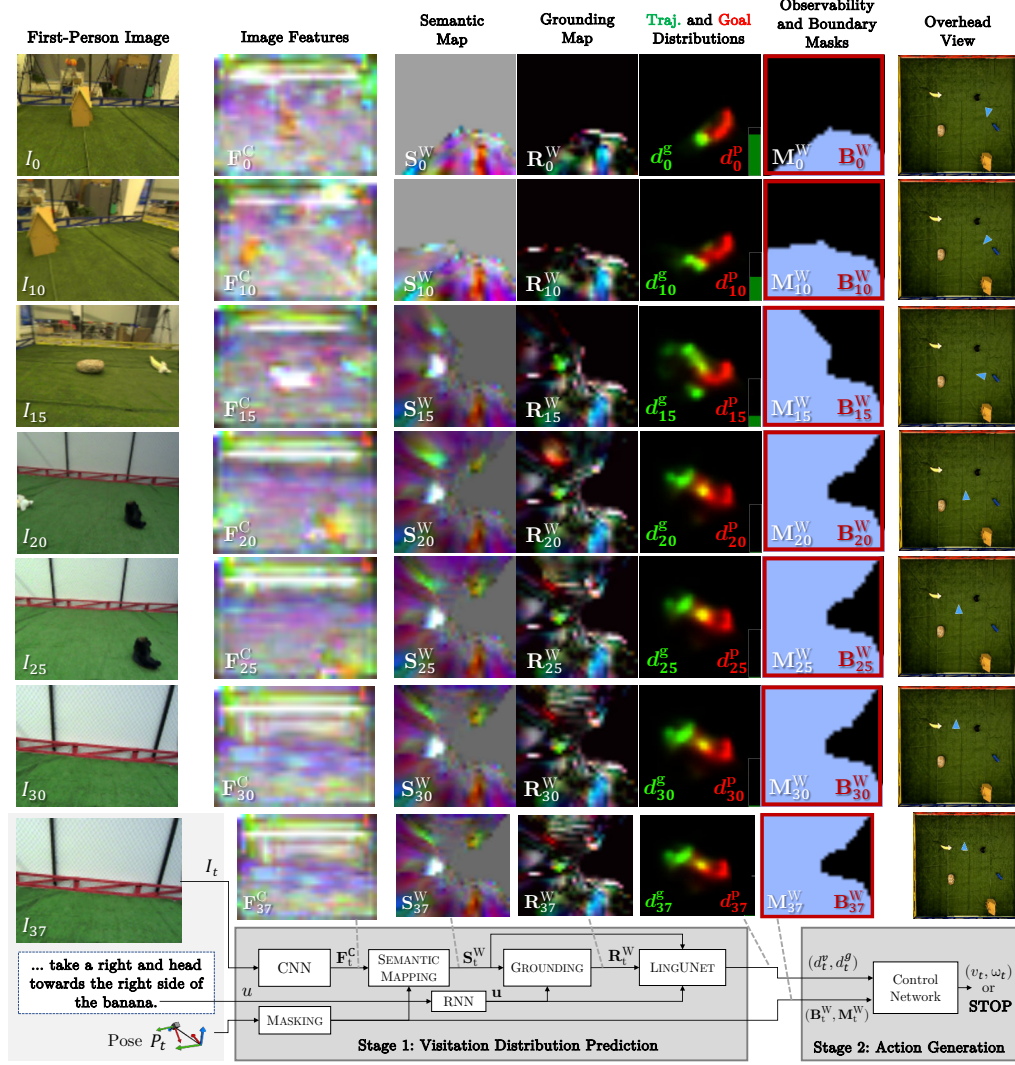 First-Person Image
Image Features
Semantic
Map
Grounding
Map
Traj. and Goal
Distributions
Observability
and Boundary
Masks
Overhead
View
I₀ F₀ᶜ S₀ᵂ R₀ᵂ d₀ᵍ d₀ᵖ M₀ᵂ B₀ᵂ
I₁₀ F₁₀ᶜ S₁₀ᵂ R₁₀ᵂ d₁₀ᵍ d₁₀ᵖ M₁₀ᵂ B₁₀ᵂ
I₁₅ F₁₅ᶜ S₁₅ᵂ R₁₅ᵂ d₁₅ᵍ d₁₅ᵖ M₁₅ᵂ B₁₅ᵂ
I₂₀ F₂₀ᶜ S₂₀ᵂ R₂₀ᵂ d₂₀ᵍ d₂₀ᵖ M₂₀ᵂ B₂₀ᵂ
I₂₅ F₂₅ᶜ S₂₅ᵂ R₂₅ᵂ d₂₅ᵍ d₂₅ᵖ M₂₅ᵂ B₂₅ᵂ
I₃₀ F₃₀ᶜ S₃₀ᵂ R₃₀ᵂ d₃₀ᵍ d₃₀ᵖ M₃₀ᵂ B₃₀ᵂ
I₃₇ F₃₇ᶜ S₃₇ᵂ R₃₇ᵂ d₃₇ᵍ d₃₇ᵖ M₃₇ᵂ B₃₇ᵂ
Iₜ
... take a right and head
towards the right side of
the banana.
u
Pose Pₜ
CNN
Fₜᶜ
SEMANTIC
MAPPING
Sₜᵂ
GROUNDING
Rₜᵂ
LINGUNET
RNN
u
MASKING
Stage 1: Visitation Distribution Prediction
(dₜᵖ, dₜᵍ)
(Bₜᵂ, Mₜᵂ)
Control
Network
(vₜ, ωₜ)
or
STOP
Stage 2: Action Generation